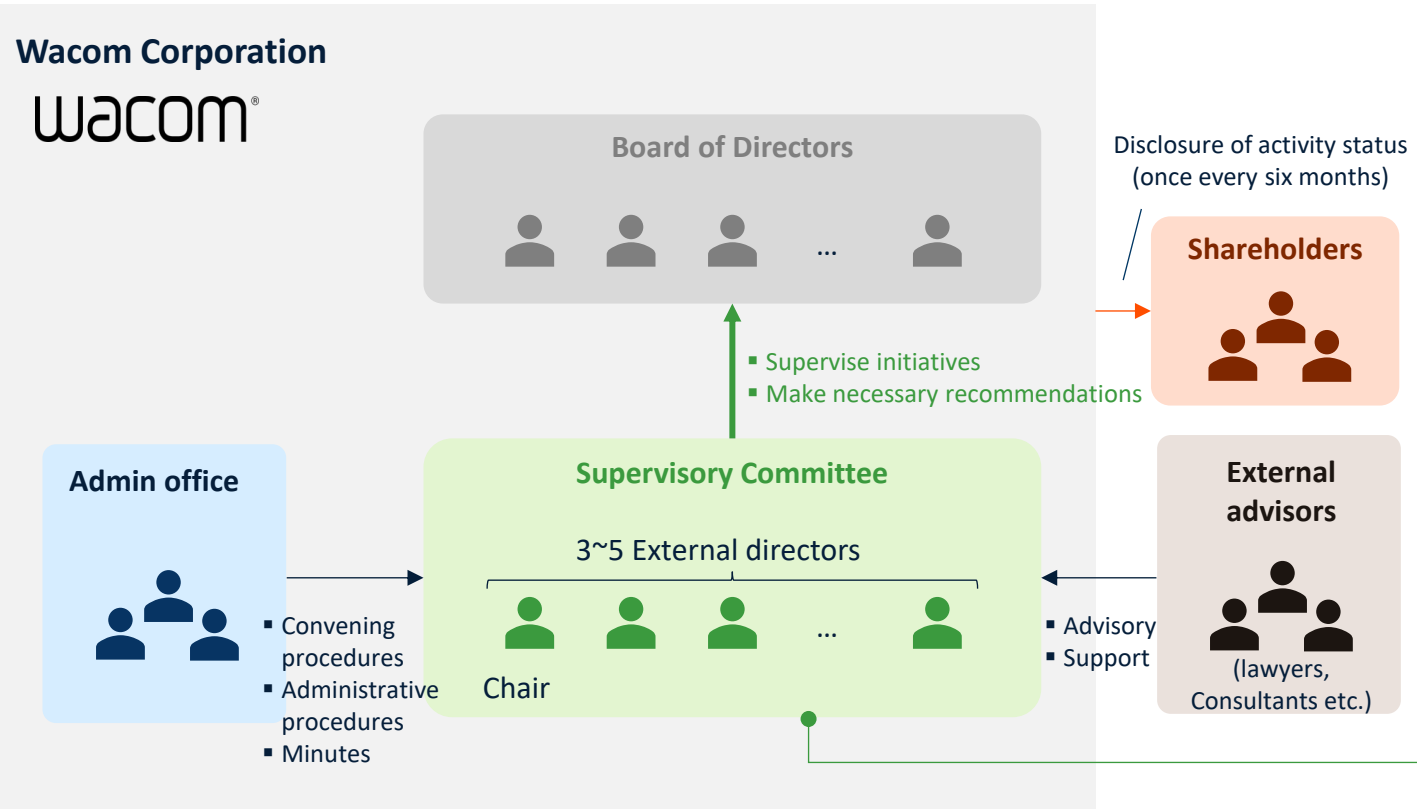 Wacom Corporation
wacom®
Board of Directors
...
Disclosure of activity status
(once every six months)
Shareholders
▪ Supervise initiatives
▪ Make necessary recommendations
Admin office
Supervisory Committee
3~5 External directors
...
Chair
▪ Convening
procedures
▪ Administrative
procedures
▪ Minutes
External
advisors
▪ Advisory
▪ Support
(lawyers,
Consultants etc.)